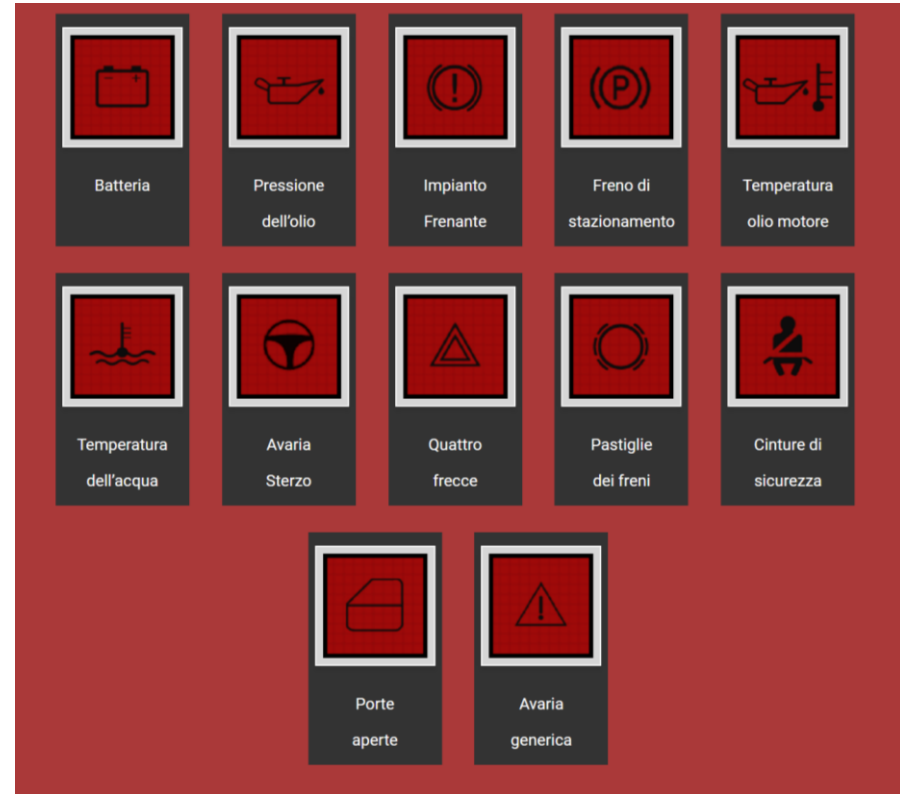 Batteria
Pressione
dell'olio
Impianto
Frenante
P
Freno di
stazionamento
Temperatura
olio motore
Temperatura
dell'acqua
Avaria
Sterzo
Quattro
frecce
Pastiglie
dei freni
Cinture di
sicurezza
Porte
aperte
Avaria
generica